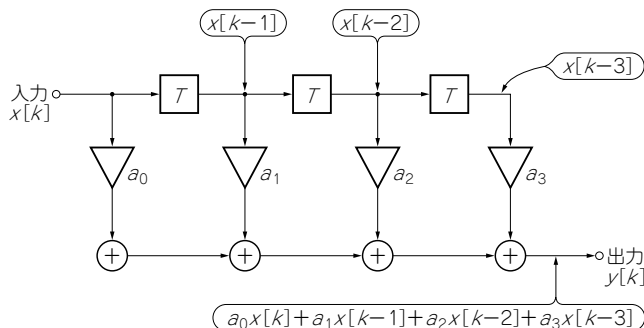 x[k−1]
x[k−2]
x[k−3]
入力
x[k]
T
T
T
a₀
a₁
a₂
a₃
+
+
+
+
出力
y[k]
a₀x[k]+a₁x[k−1]+a₂x[k−2]+a₃x[k−3]